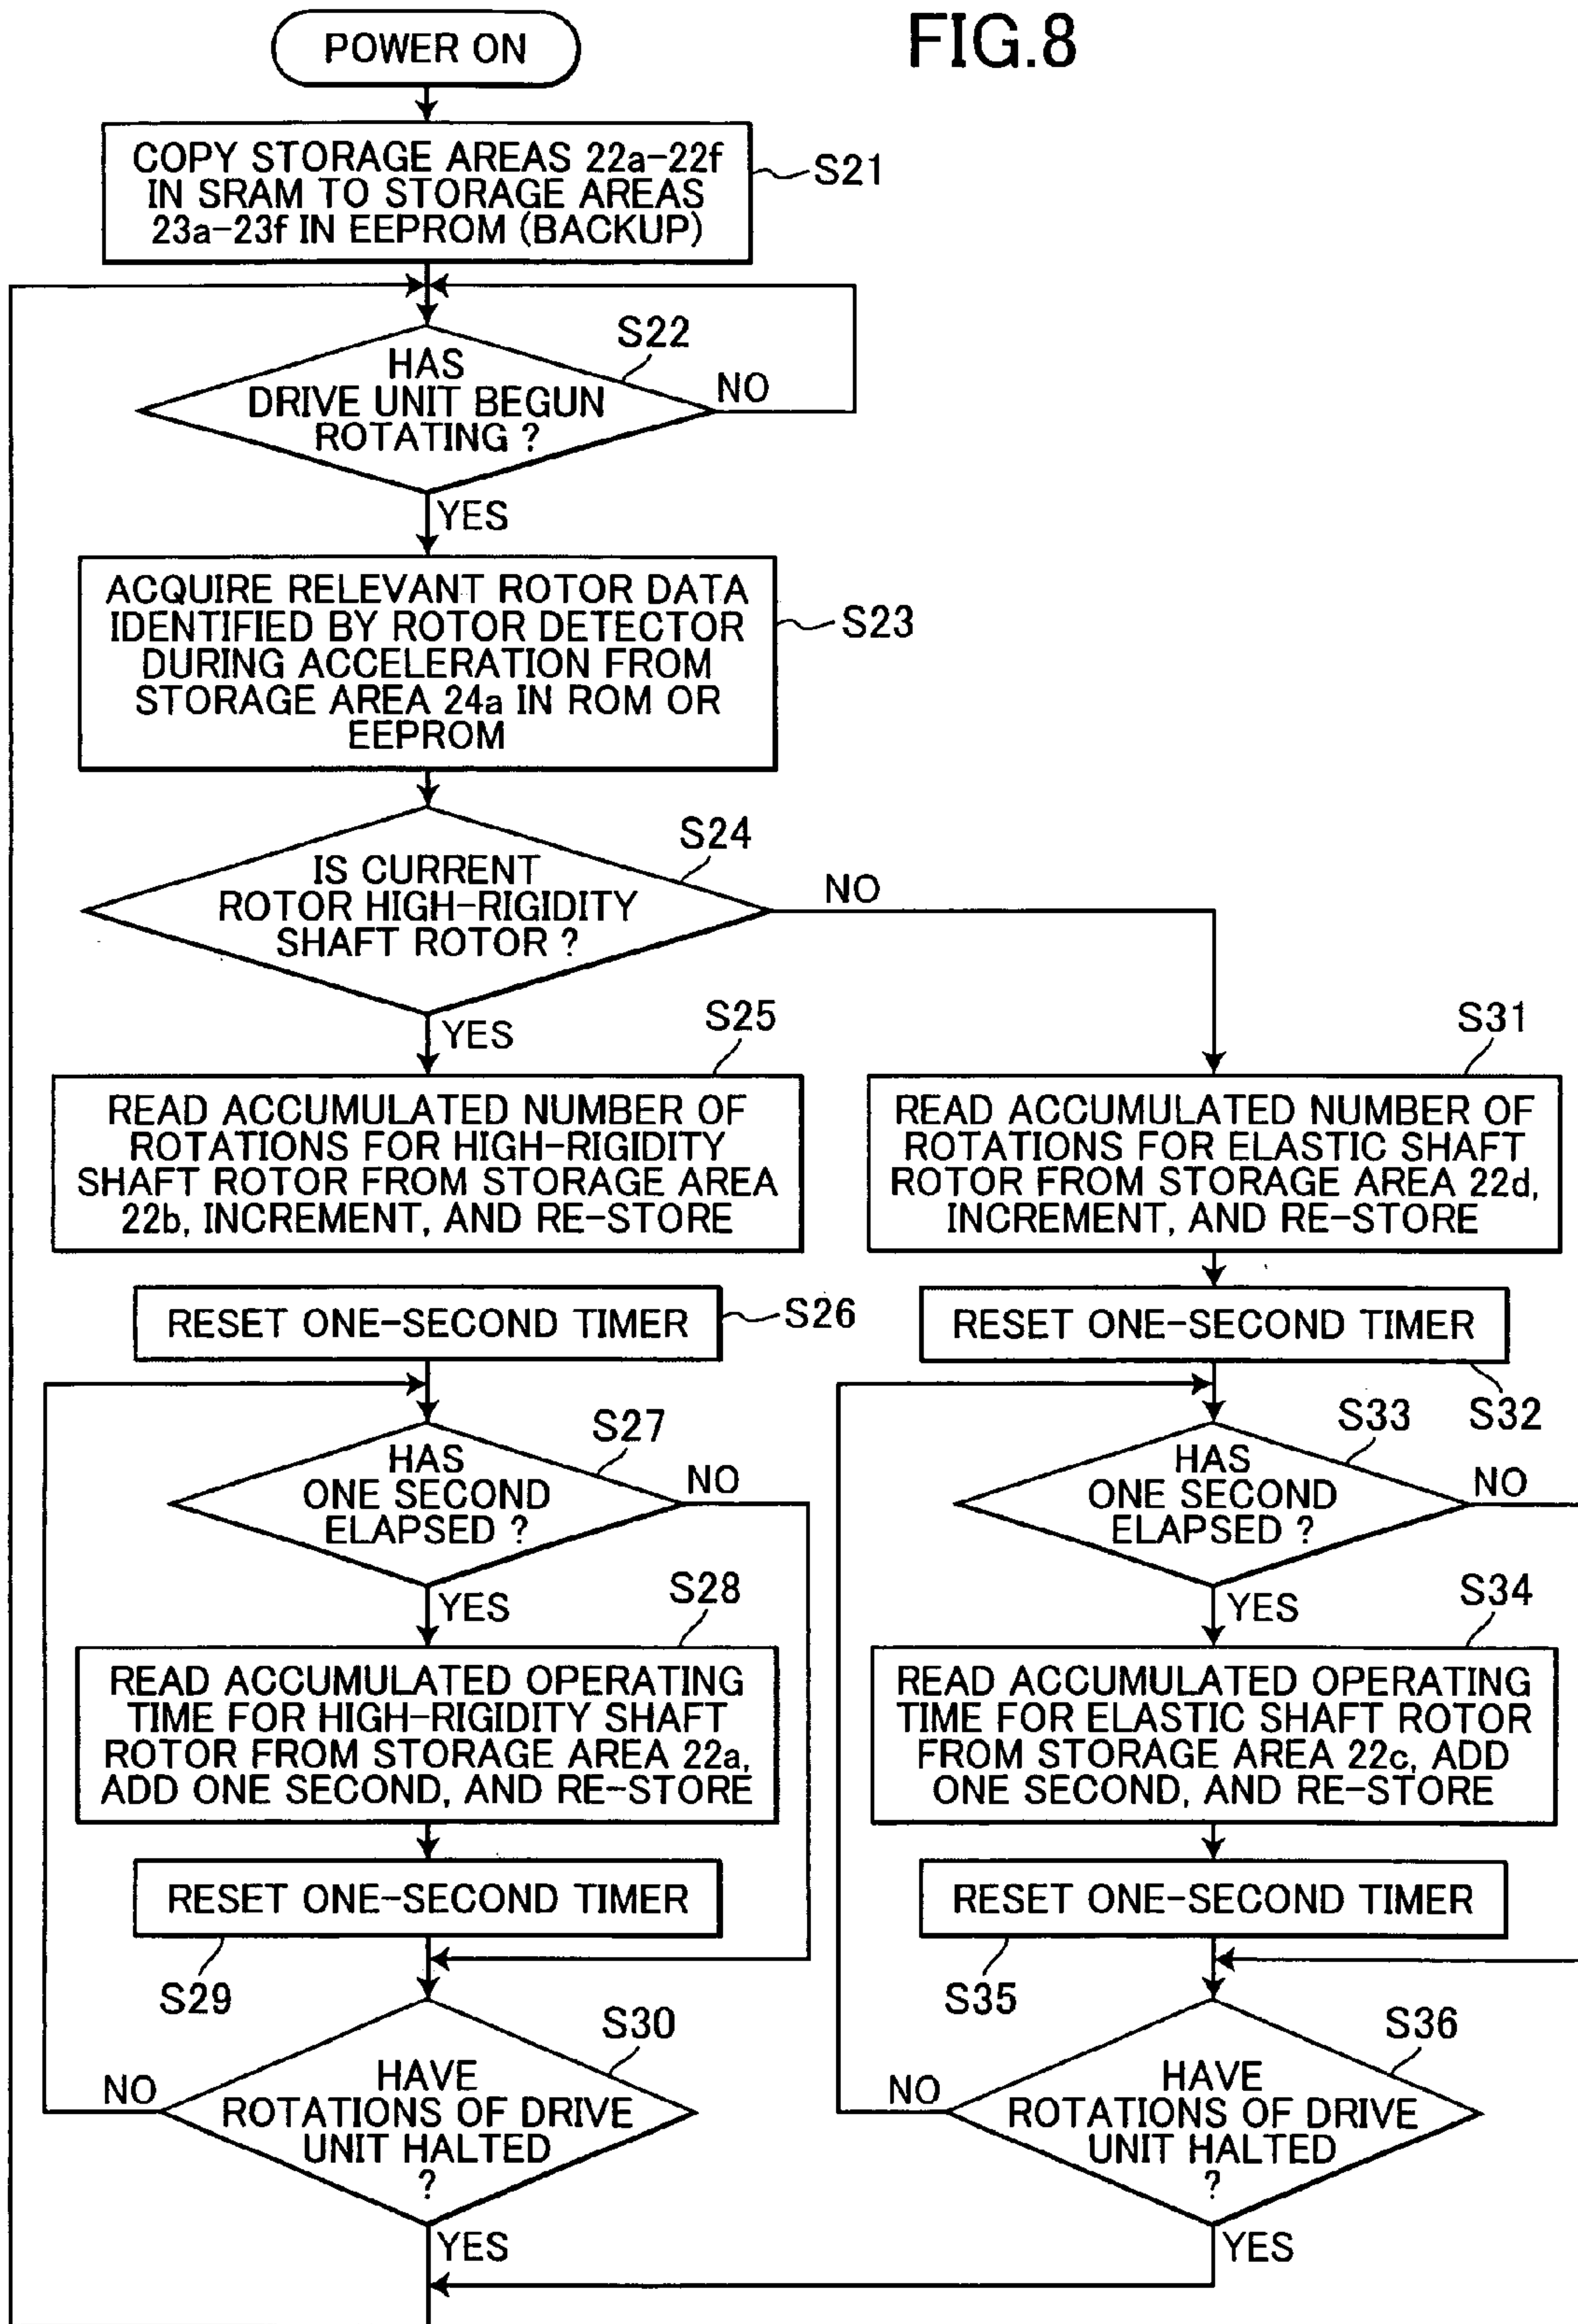 FIG.8
POWER ON
COPY STORAGE AREAS 22a-22f
IN SRAM TO STORAGE AREAS
23a-23f IN EEPROM (BACKUP)
S21
S22
HAS
DRIVE UNIT BEGUN
ROTATING ?
NO
YES
ACQUIRE RELEVANT ROTOR DATA
IDENTIFIED BY ROTOR DETECTOR
DURING ACCELERATION FROM
STORAGE AREA 24a IN ROM OR
EEPROM
S23
S24
IS CURRENT
ROTOR HIGH-RIGIDITY
SHAFT ROTOR ?
NO
YES
S25
READ ACCUMULATED NUMBER OF
ROTATIONS FOR HIGH-RIGIDITY
SHAFT ROTOR FROM STORAGE AREA
22b, INCREMENT, AND RE-STORE
RESET ONE-SECOND TIMER
S26
S27
HAS
ONE SECOND
ELAPSED ?
NO
YES
S28
READ ACCUMULATED OPERATING
TIME FOR HIGH-RIGIDITY SHAFT
ROTOR FROM STORAGE AREA 22a,
ADD ONE SECOND, AND RE-STORE
RESET ONE-SECOND TIMER
S29
S30
HAVE
ROTATIONS OF DRIVE
UNIT HALTED
?
NO
YES
S31
READ ACCUMULATED NUMBER OF
ROTATIONS FOR ELASTIC SHAFT
ROTOR FROM STORAGE AREA 22d,
INCREMENT, AND RE-STORE
RESET ONE-SECOND TIMER
S32
S33
HAS
ONE SECOND
ELAPSED ?
NO
YES
S34
READ ACCUMULATED OPERATING
TIME FOR ELASTIC SHAFT ROTOR
FROM STORAGE AREA 22c, ADD
ONE SECOND, AND RE-STORE
RESET ONE-SECOND TIMER
S35
S36
HAVE
ROTATIONS OF DRIVE
UNIT HALTED
?
NO
YES